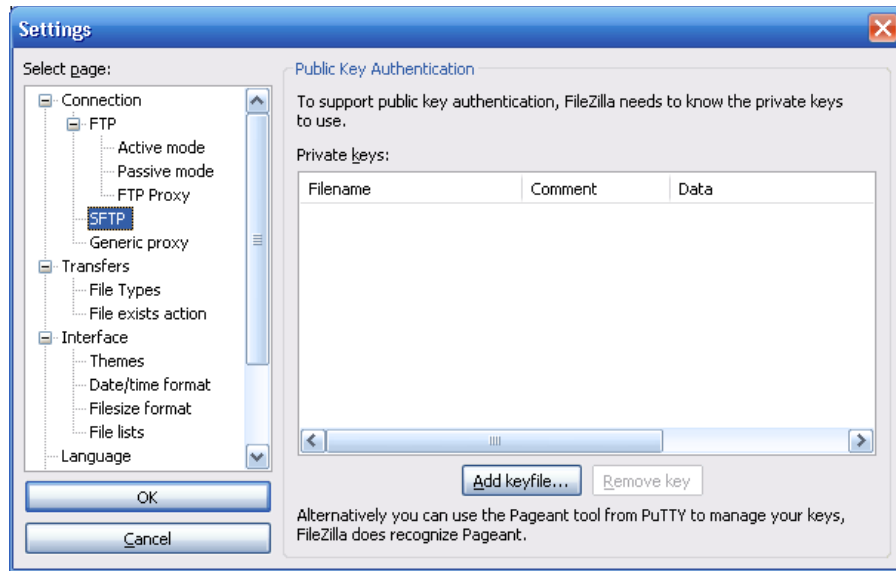 Settings
Select page:
Connection
FTP
Active mode
Passive mode
FTP Proxy
SFTP
Generic proxy
Transfers
File Types
File exists action
Interface
Themes
Date/time format
Filesize format
File lists
Language
OK
Cancel
Public Key Authentication
To support public key authentication, FileZilla needs to know the private keys
to use.
Private keys:
Filename Comment Data
Add keyfile... Remove key
Alternatively you can use the Pageant tool from PuTTY to manage your keys,
FileZilla does recognize Pageant.